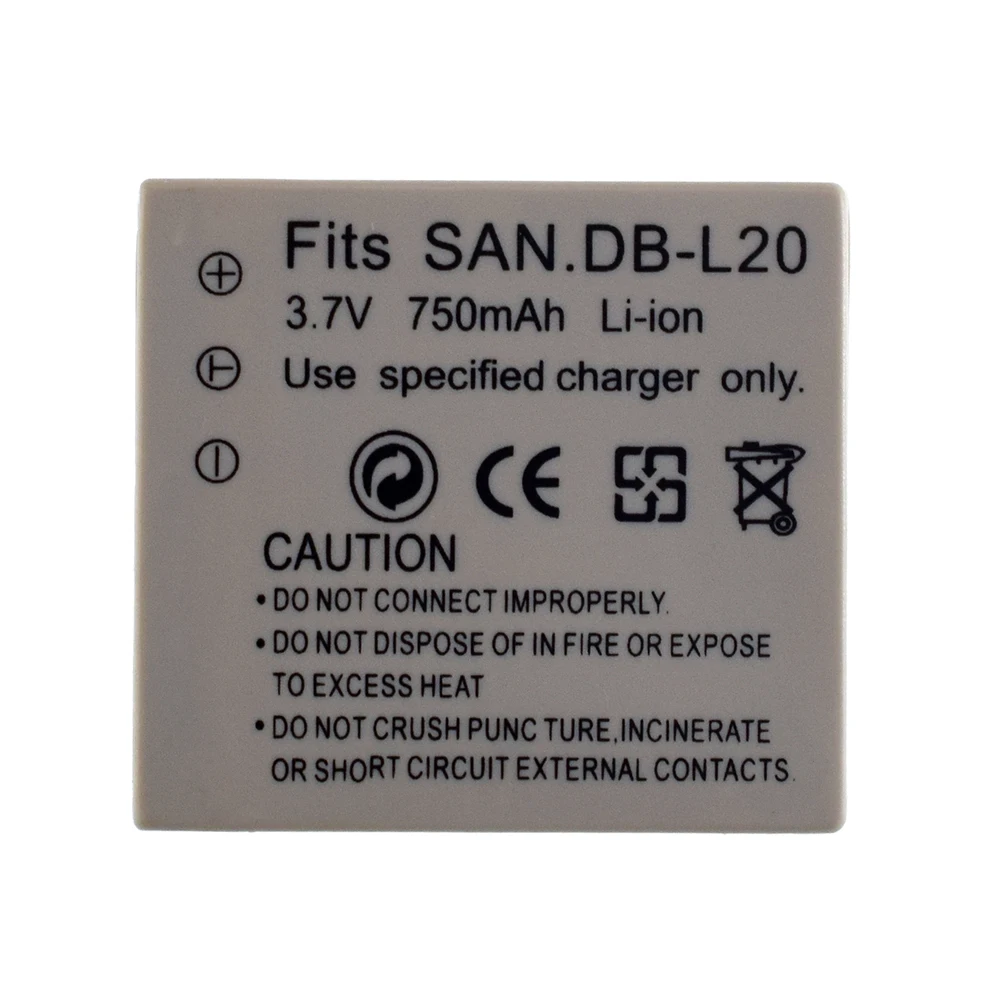 Fits SAN.DB-L20
3.7V 750mAh Li-ion
Use specified charger only.
CE
CAUTION
•DO NOT CONNECT IMPROPERLY.
•DO NOT DISPOSE OF IN FIRE OR EXPOSE
TO EXCESS HEAT
•DO NOT CRUSH PUNC TURE,INCINERATE
OR SHORT CIRCUIT EXTERNAL CONTACTS.